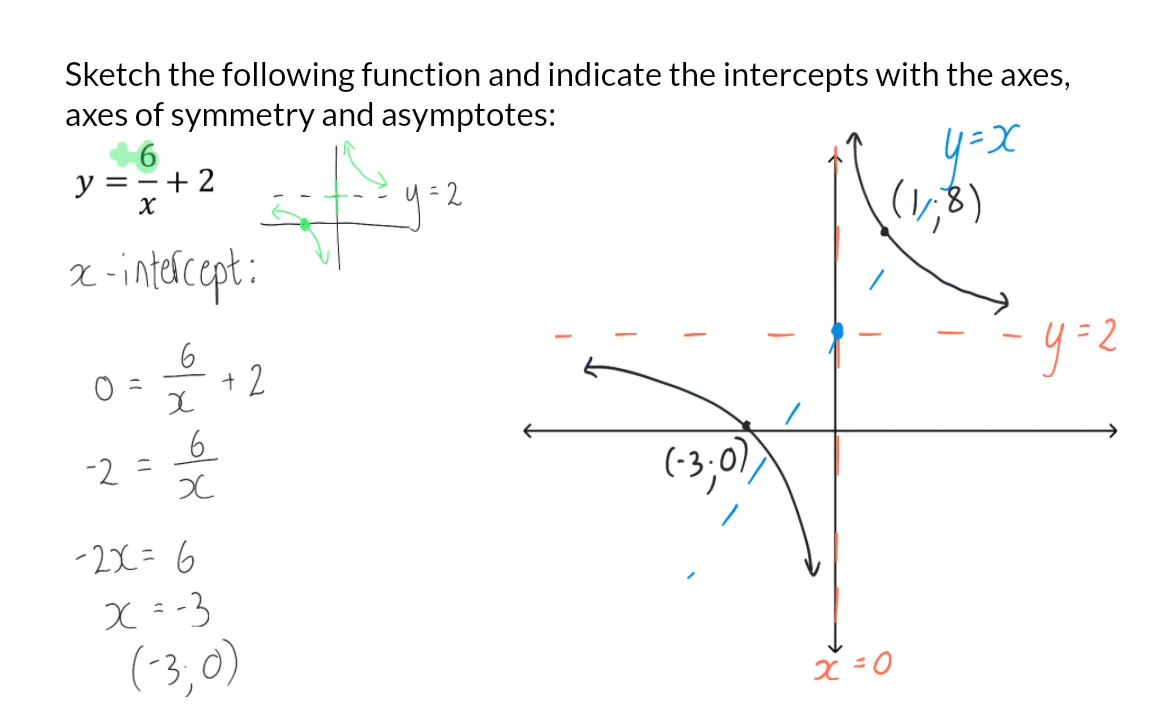 Sketch the following function and indicate the intercepts with the axes,
axes of symmetry and asymptotes:
y = 6/x + 2
y = 2
x - intercept:
0 = 6/x + 2
-2 = 6/x
-2x = 6
x = -3
(-3;0)
y = x
(1;8)
y = 2
(-3;0)
x = 0